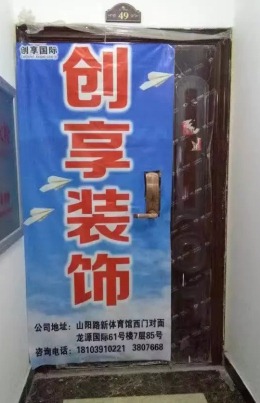 49
创享国际
创享装饰
公司地址：山阳路新体育馆西门对面
龙源国际61号楼7层85号
咨询电话：18103910221 3807668